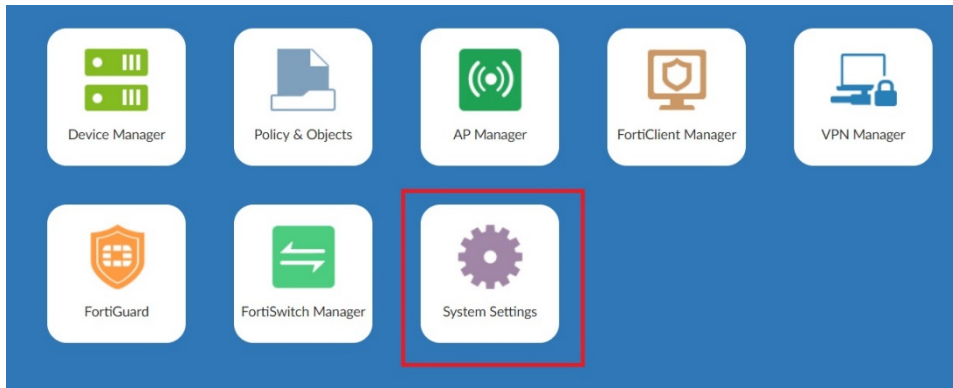 Device Manager
Policy & Objects
AP Manager
FortiClient Manager
VPN Manager
FortiGuard
FortiSwitch Manager
System Settings